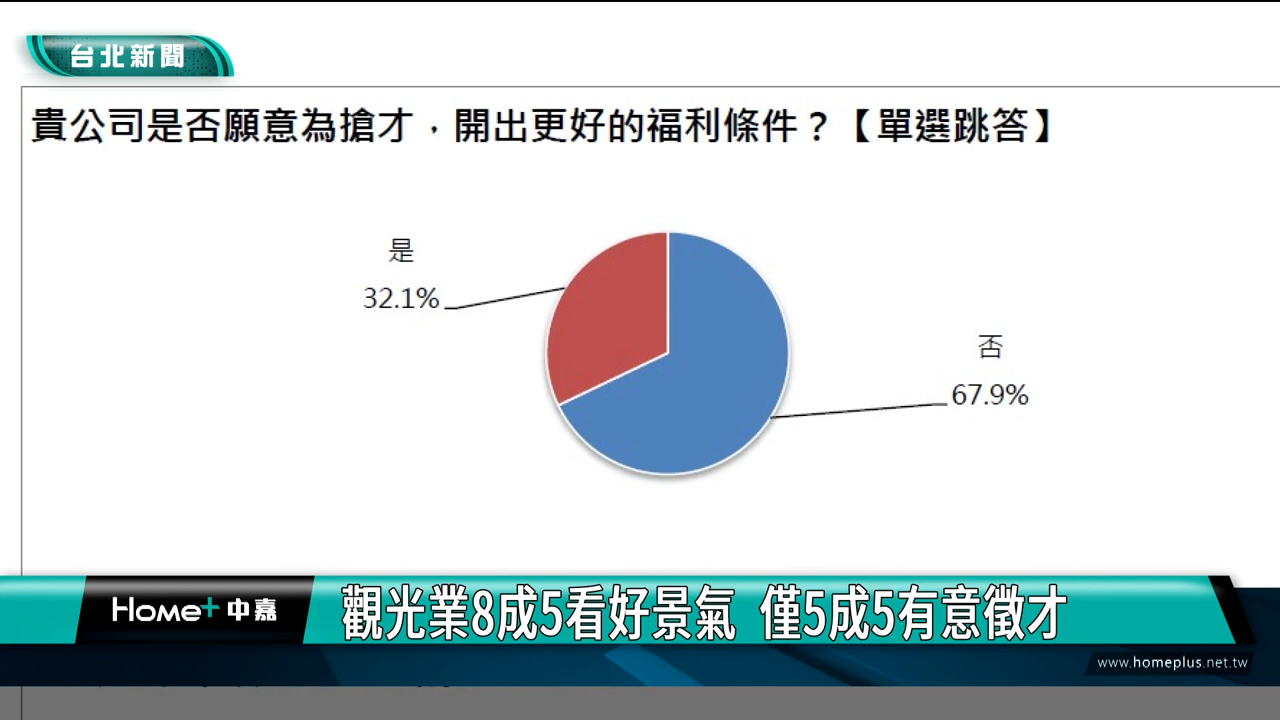 台北新聞
貴公司是否願意為搶才，開出更好的福利條件？【單選跳答】
是
32.1%
否
67.9%
Home+中嘉
觀光業8成5看好景氣 僅5成5有意徵才
www.homeplus.net.tw